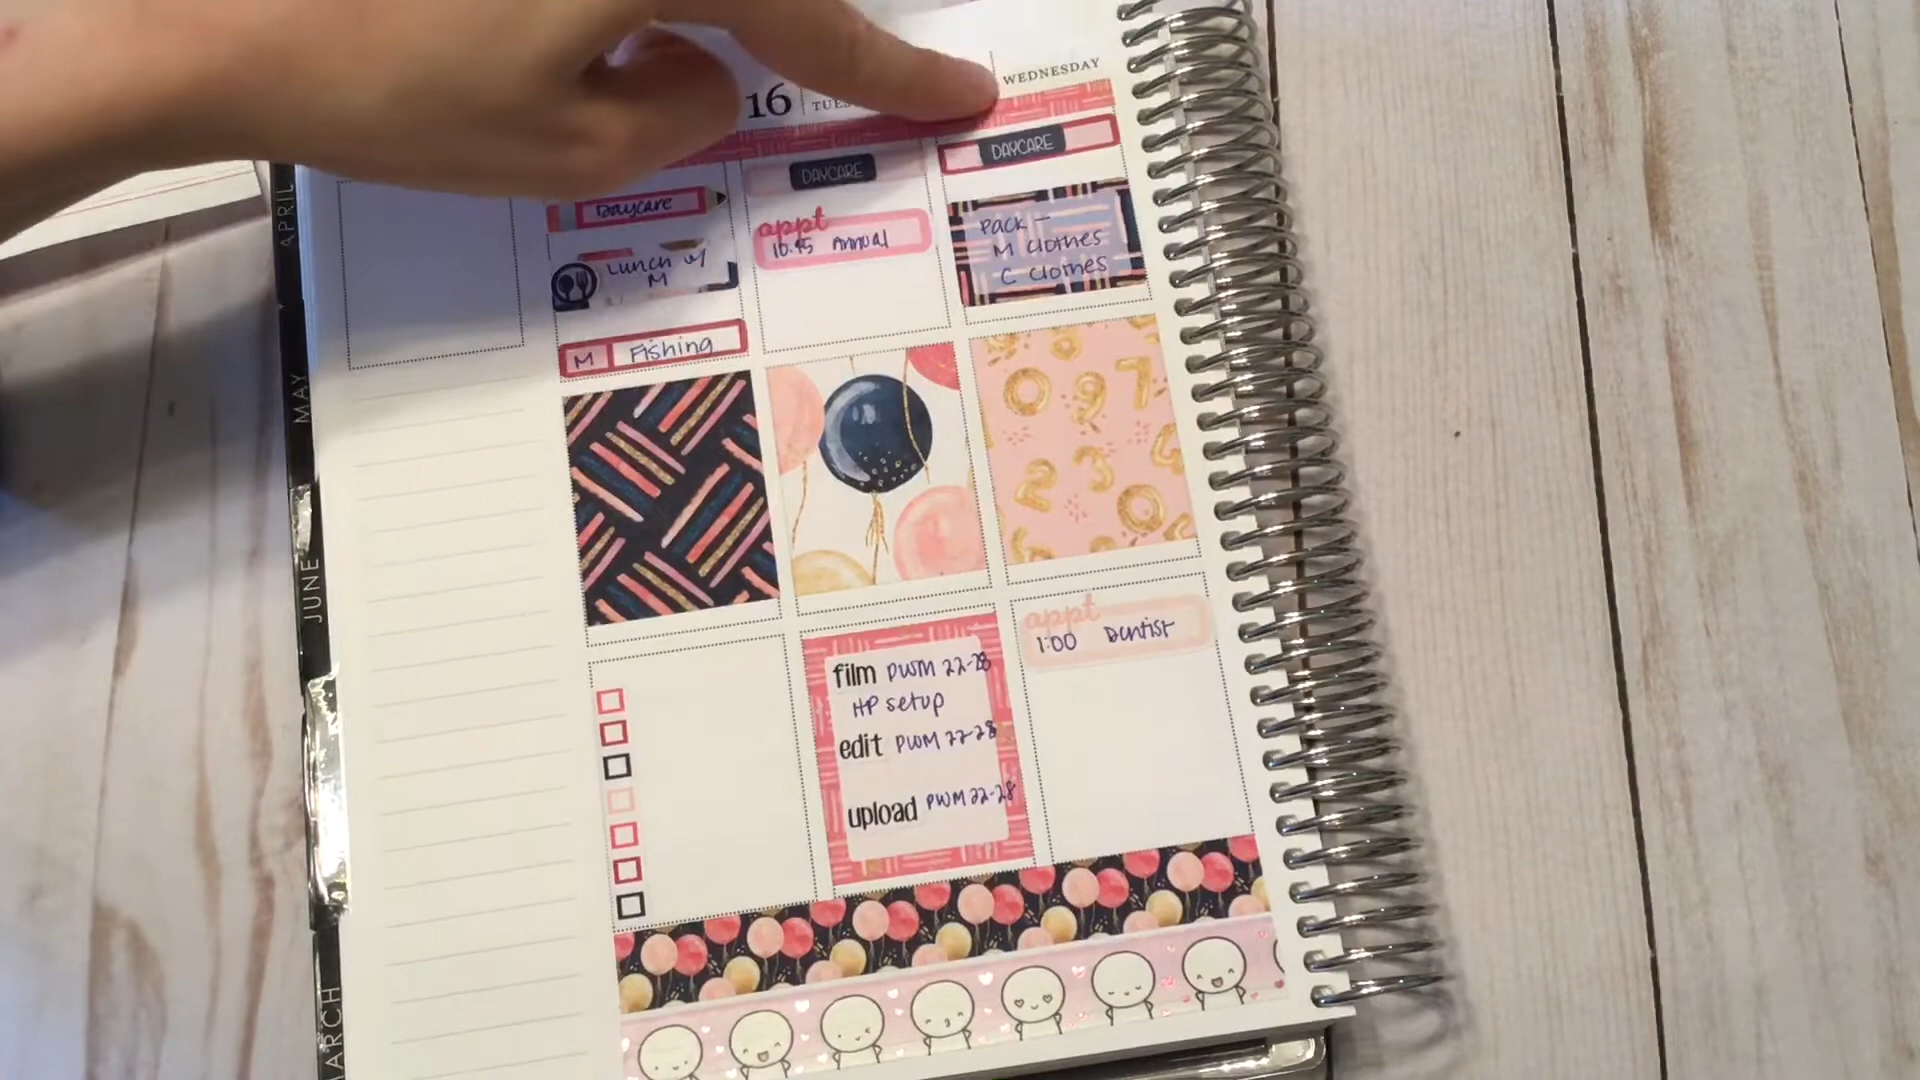 16
WEDNESDAY
DAYCARE
DAYCARE
Daycare
appt
10:45 Annual
Pack -
M clothes
C clothes
Lunch w/
M
M Fishing
film PWM 22-28
HP setup
edit PWM 22-28
upload PWM 22-28
appt
1:00 Dentist
APRIL
MAY
JUNE